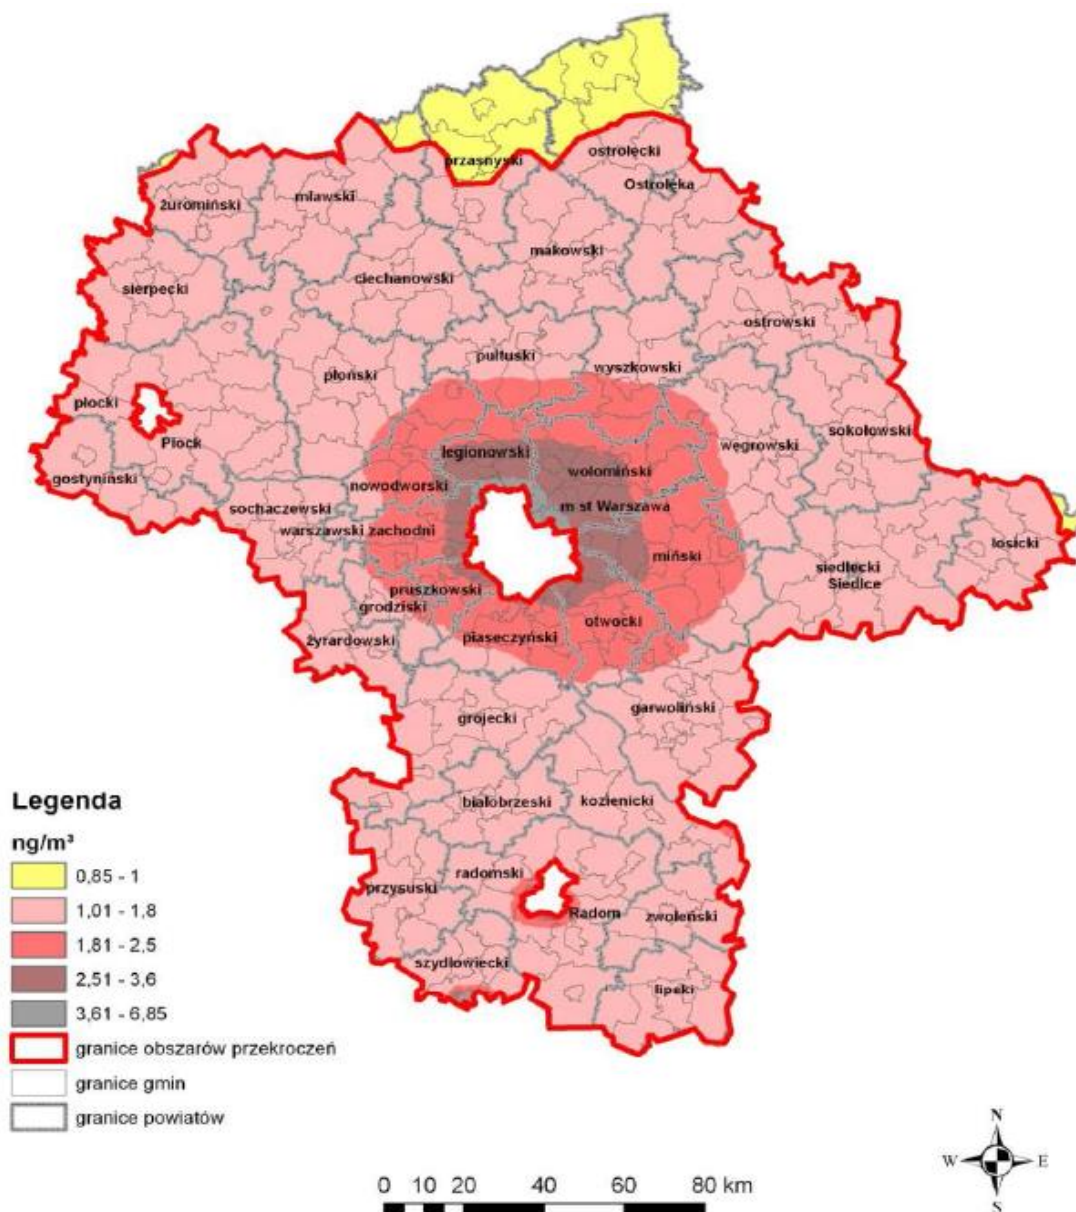 przasnyski
ostrołęcki
Ostrołęka
żuromiński
mławski
makowski
ciechanowski
sierpecki
ostrowski
pułtuski
wyszkowski
płoński
płocki
Płock
sokołowski
węgrowski
legionowski
wołomiński
gostyniński
nowodworski
sochaczewski
m st Warszawa
warszawski zachodni
łosicki
miński
siedlecki
Siedlce
pruszkowski
grodziski
otwocki
piaseczyński
żyrardowski
garwoliński
grojecki
białobrzeski
kozienicki
radomski
przysuski
Radom
zwoleński
szydłowiecki
lipski
Legenda
ng/m³
0,85 - 1
1,01 - 1,8
1,81 - 2,5
2,51 - 3,6
3,61 - 6,85
granice obszarów przekroczeń
granice gmin
granice powiatów
N
W E
S
0 10 20 40 60 80 km